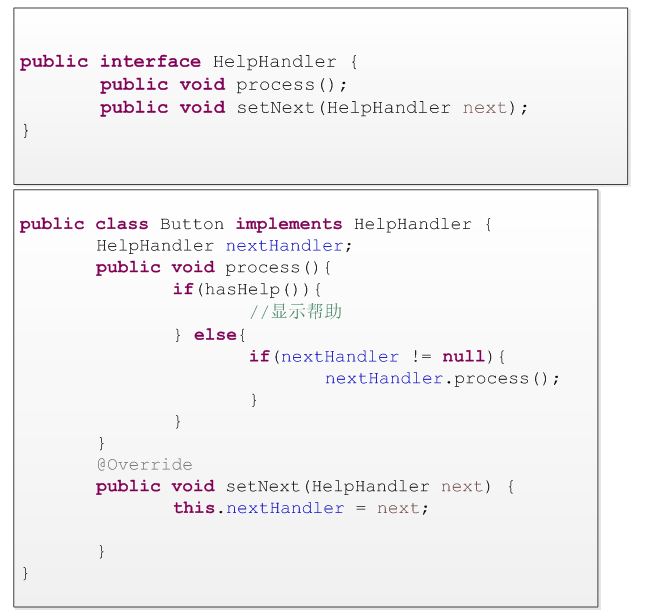 public interface HelpHandler {
public void process();
public void setNext(HelpHandler next);
}
public class Button implements HelpHandler {
HelpHandler nextHandler;
public void process(){
if(hasHelp()){
//显示帮助
} else{
if(nextHandler != null){
nextHandler.process();
}
}
}
@Override
public void setNext(HelpHandler next) {
this.nextHandler = next;
}
}